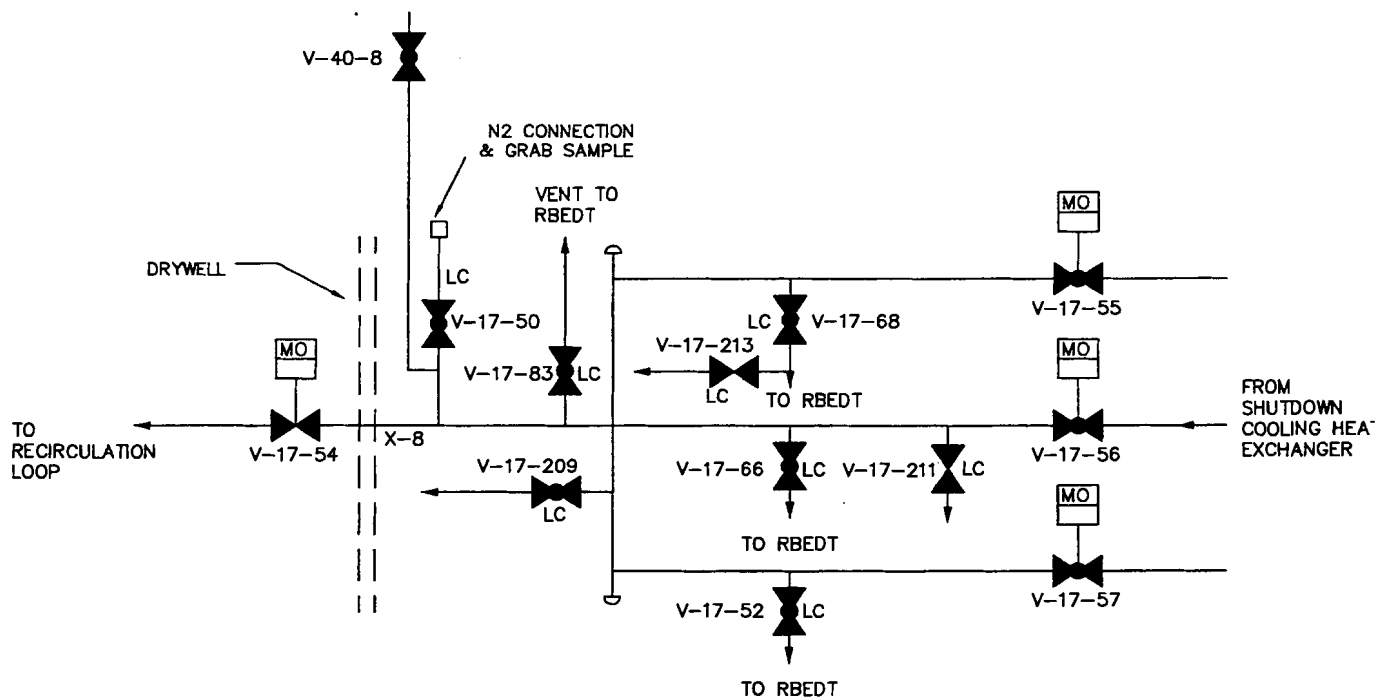 V-40-8
N2 CONNECTION
& GRAB SAMPLE
VENT TO
RBEDT
MO
DRYWELL
LC
V-17-55
V-17-50
LC
V-17-68
V-17-213
MO
MO
V-17-83
LC
LC
TO RBEDT
FROM
SHUTDOWN
COOLING HEAT
EXCHANGER
TO
RECIRCULATION
LOOP
V-17-54
X-8
V-17-56
V-17-209
V-17-66
LC
V-17-211
LC
LC
MO
TO RBEDT
V-17-57
V-17-52
LC
TO RBEDT